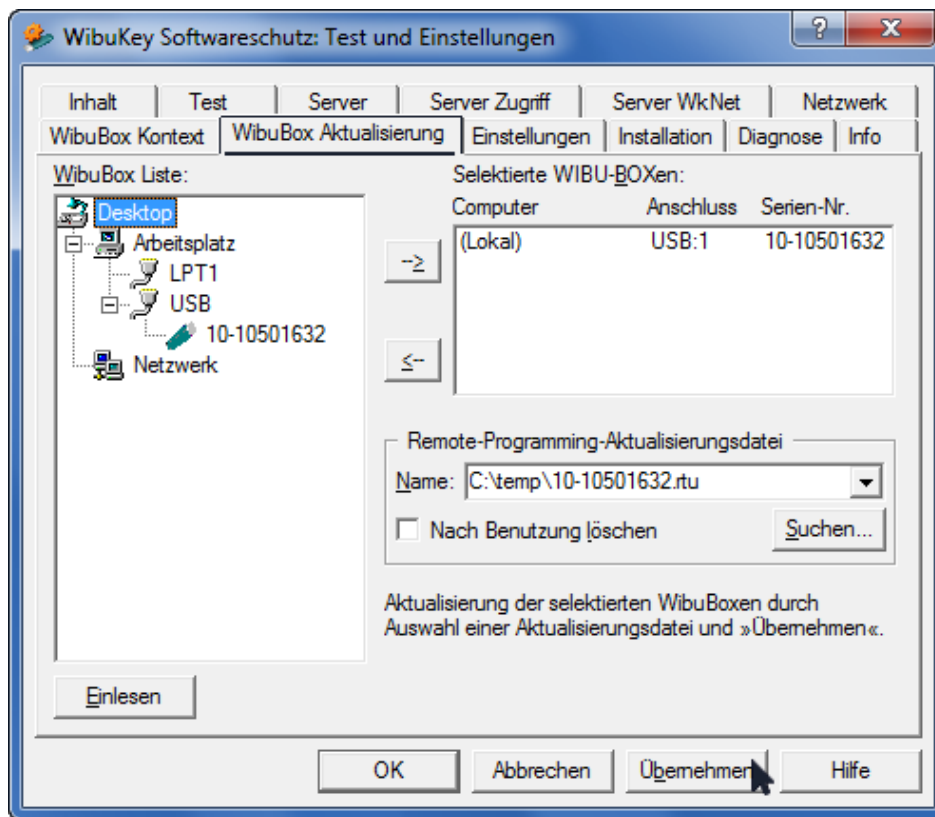 WibuKey Softwareschutz: Test und Einstellungen
?
X
Inhalt Test Server Server Zugriff Server WkNet Netzwerk
WibuBox Kontext WibuBox Aktualisierung Einstellungen Installation Diagnose Info
WibuBox Liste:
Desktop
Arbeitsplatz
LPT1
USB
10-10501632
Netzwerk
Einlesen
-->
<--
Selektierte WIBU-BOXen:
Computer Anschluss Serien-Nr.
(Lokal) USB:1 10-10501632
Remote-Programming-Aktualisierungsdatei
Name: C:\temp\10-10501632.rtu
Nach Benutzung löschen Suchen...
Aktualisierung der selektierten WibuBoxen durch
Auswahl einer Aktualisierungsdatei und »Übernehmen«.
OK Abbrechen Übernehmen Hilfe